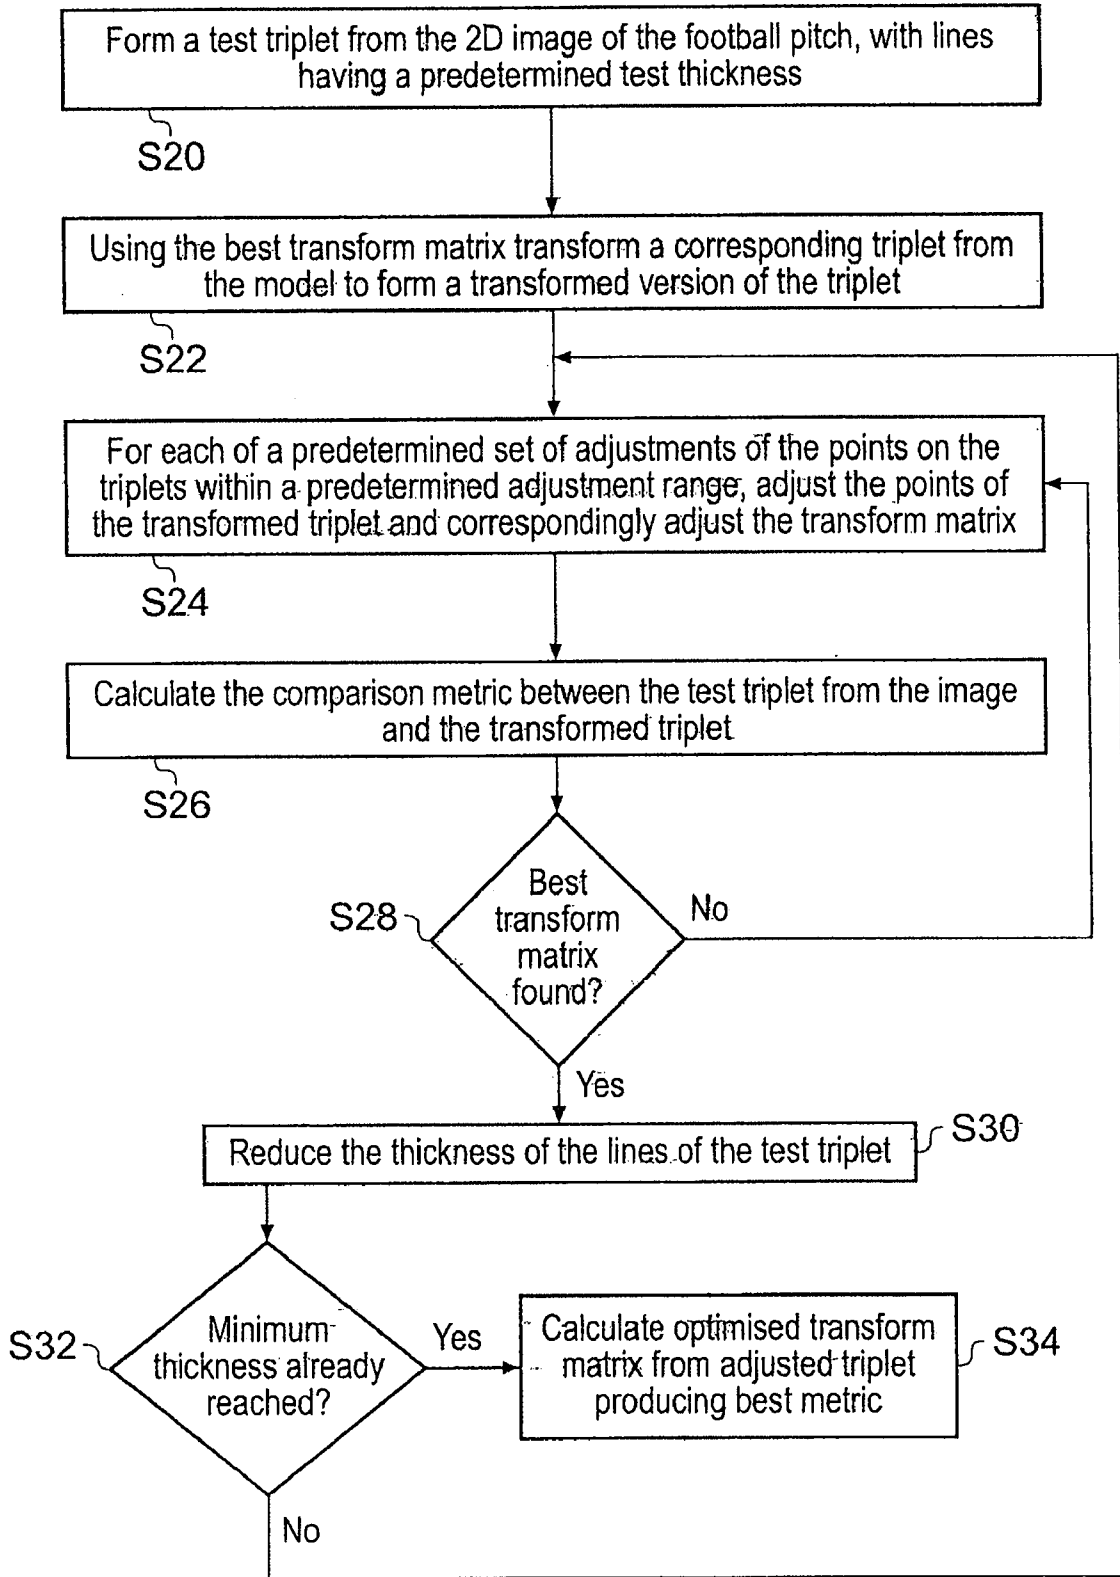 Form a test triplet from the 2D image of the football pitch, with lines
having a predetermined test thickness
S20
Using the best transform matrix transform a corresponding triplet from
the model to form a transformed version of the triplet
S22
For each of a predetermined set of adjustments of the points on the
triplets within a predetermined adjustment range, adjust the points of
the transformed triplet and correspondingly adjust the transform matrix
S24
Calculate the comparison metric between the test triplet from the image
and the transformed triplet
S26
Best
transform
matrix
found?
S28
No
Yes
Reduce the thickness of the lines of the test triplet
S30
Minimum
thickness already
reached?
S32
Yes
Calculate optimised transform
matrix from adjusted triplet
producing best metric
S34
No